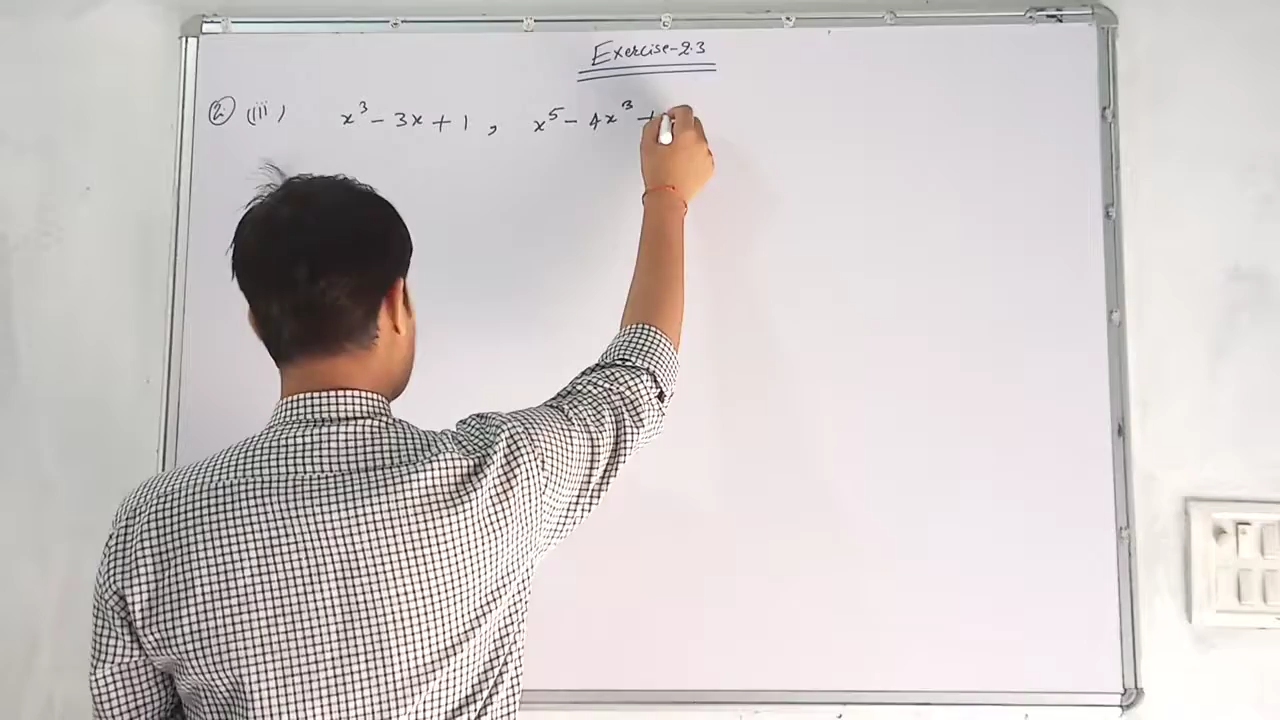 Exercise-2.3
② (iii) x³ - 3x + 1 , x⁵ - 4x³ +